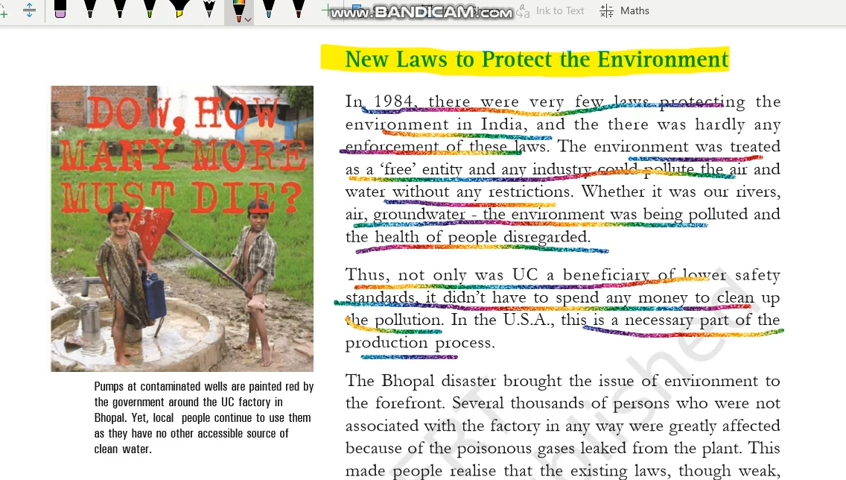 www.BANDICAM.com
Ink to Text
Maths
New Laws to Protect the Environment
DOW, HOW
MANY MORE
MUST DIE?
In 1984, there were very few laws protecting the
environment in India, and the there was hardly any
enforcement of these laws. The environment was treated
as a ‘free’ entity and any industry could pollute the air and
water without any restrictions. Whether it was our rivers,
air, groundwater - the environment was being polluted and
the health of people disregarded.
Thus, not only was UC a beneficiary of lower safety
standards, it didn’t have to spend any money to clean up
the pollution. In the U.S.A., this is a necessary part of the
production process.
Pumps at contaminated wells are painted red by
the government around the UC factory in
Bhopal. Yet, local people continue to use them
as they have no other accessible source of
clean water.
The Bhopal disaster brought the issue of environment to
the forefront. Several thousands of persons who were not
associated with the factory in any way were greatly affected
because of the poisonous gases leaked from the plant. This
made people realise that the existing laws, though weak,